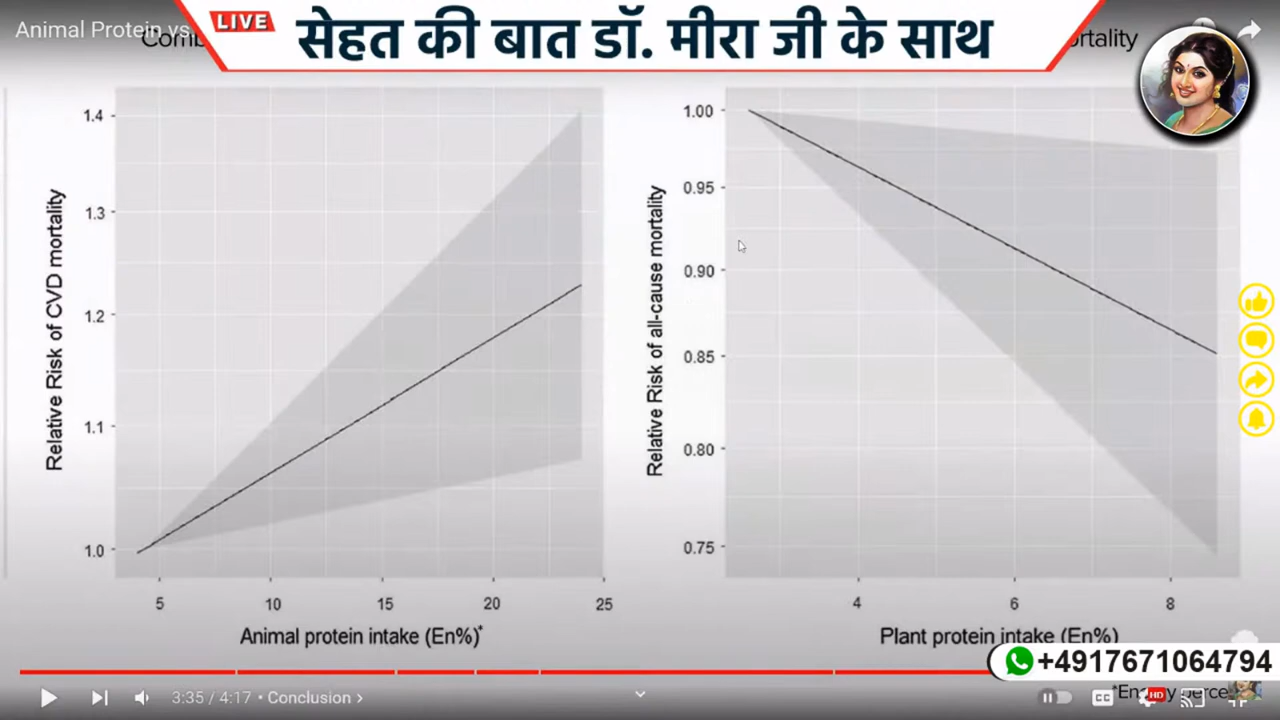 Animal Protein vs.
LIVE
सेहत की बात डॉ. मीरा जी के साथ
Relative Risk of CVD mortality
1.4
1.3
1.2
1.1
1.0
5 10 15 20 25
Animal protein intake (En%)*
Relative Risk of all-cause mortality
1.00
0.95
0.90
0.85
0.80
0.75
4 6 8
Plant protein intake (En%)
+4917671064794
3:35 / 4:17 • Conclusion >
CC
HD